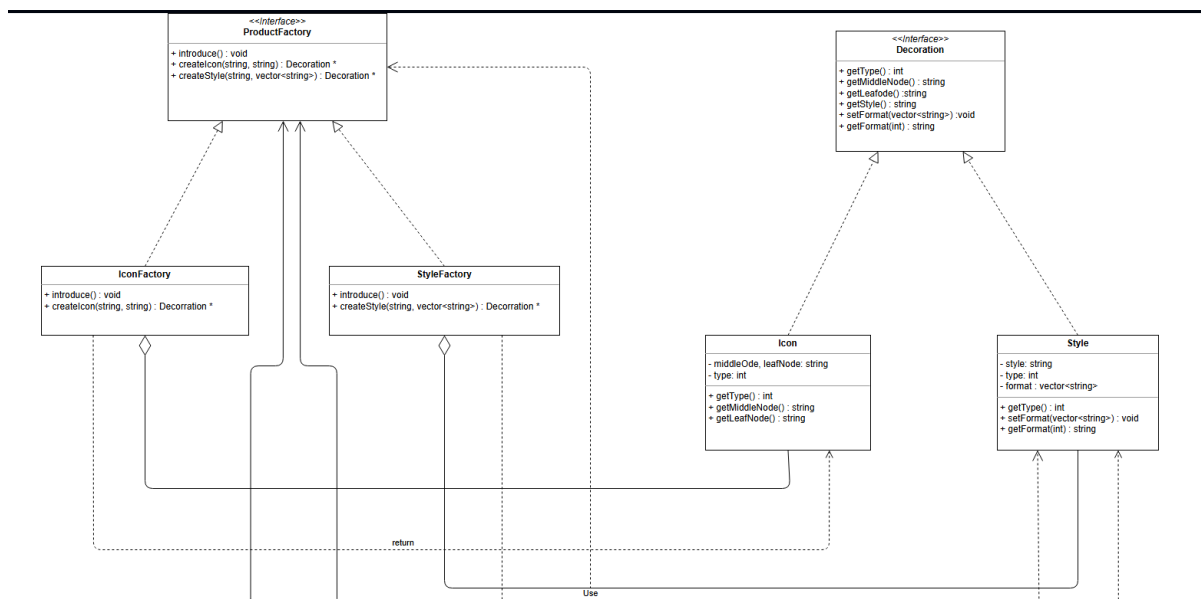 <<Interface>>
ProductFactory
+ introduce() : void
+ createIcon(string, string) : Decoration *
+ createStyle(string, vector<string>) : Decoration *
<<Interface>>
Decoration
+ getType() : int
+ getMiddleNode() : string
+ getLeafode() :string
+ getStyle() : string
+ setFormat(vector<string>) :void
+ getFormat(int) : string
IconFactory
+ introduce() : void
+ createIcon(string, string) : Decorration *
StyleFactory
+ introduce() : void
+ createStyle(string, vector<string>) : Decorration *
Icon
- middleOde, leafNode: string
- type: int
+ getType() : int
+ getMiddleNode() : string
+ getLeafNode() : string
Style
- style: string
- type: int
- format : vector<string>
+ getType() : int
+ setFormat(vector<string>) : void
+ getFormat(int) : string
return
Use